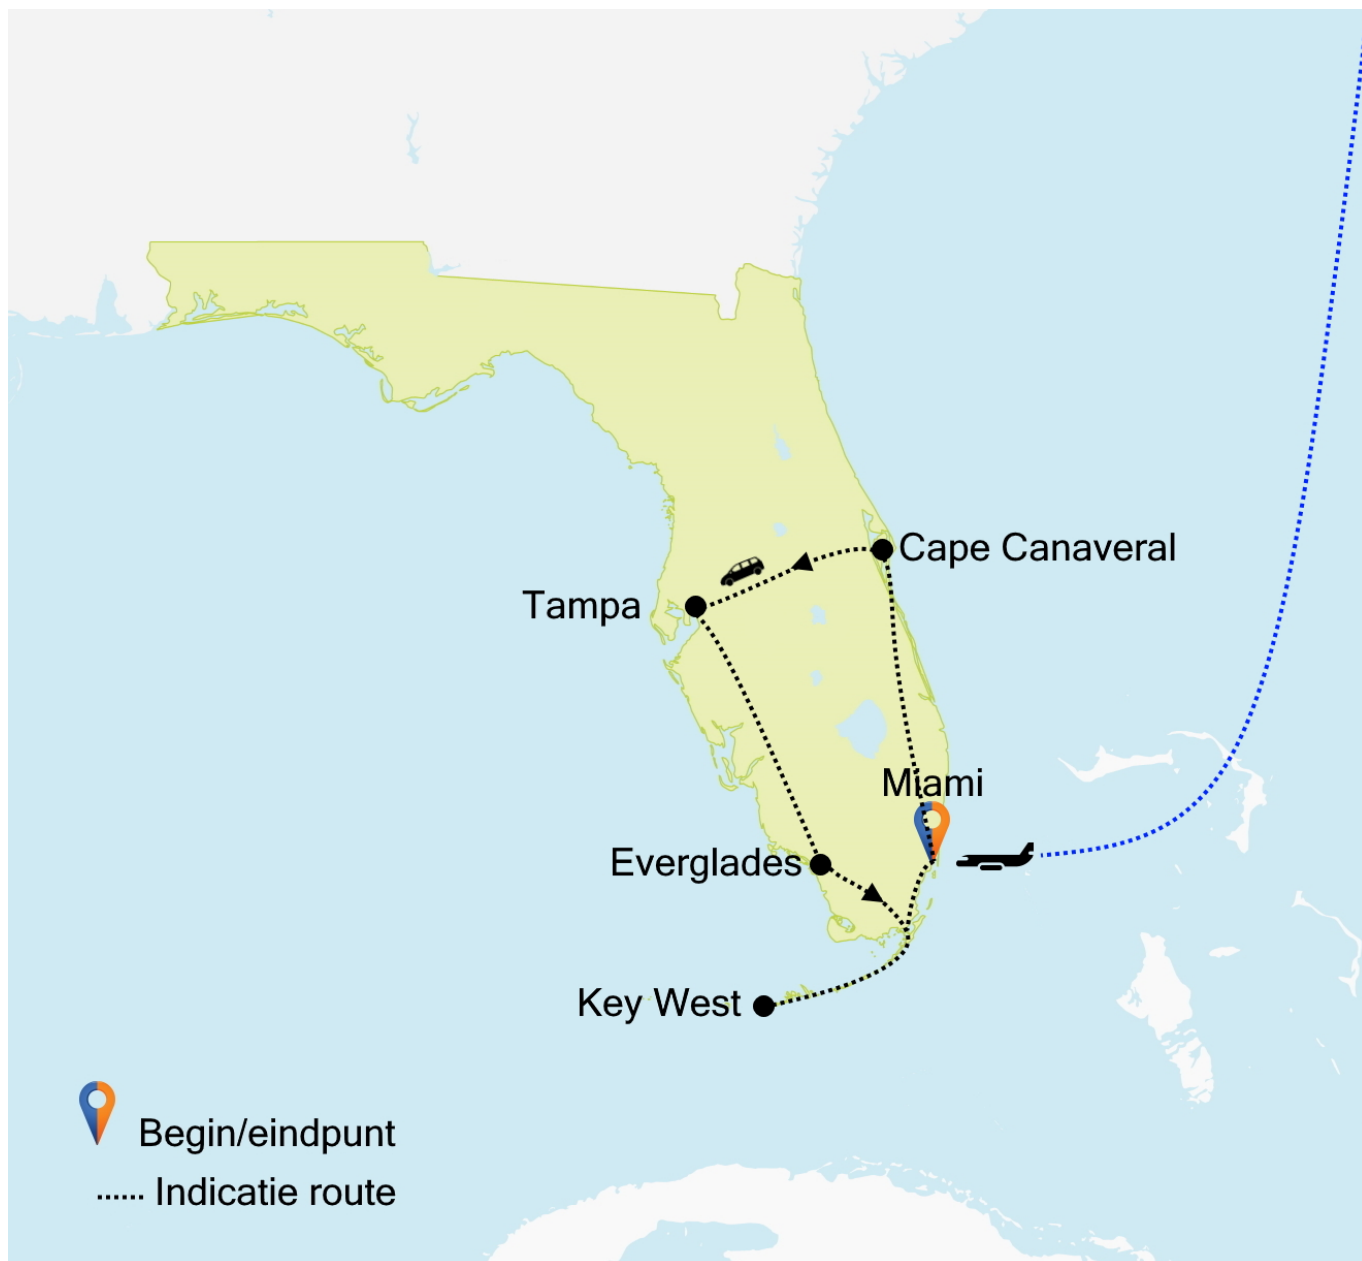 Cape Canaveral
Tampa
Miami
Everglades
Key West
Begin/eindpunt
Indicatie route